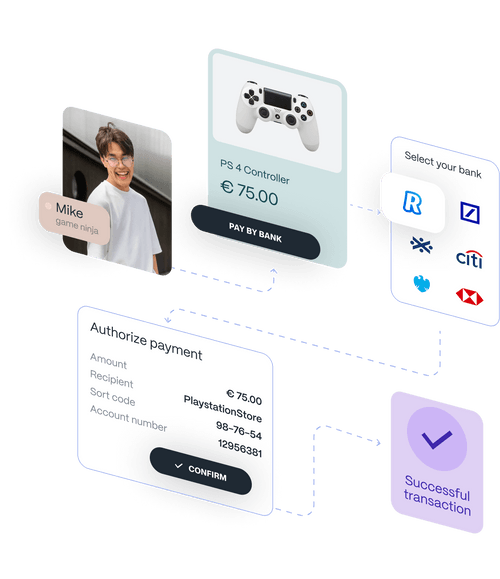 Mike
game ninja
PS 4 Controller
€ 75.00
PAY BY BANK
Select your bank
R
citi
Authorize payment
Amount
€ 75.00
Recipient
PlaystationStore
Sort code
98-76-54
Account number
12956381
CONFIRM
Successful
transaction